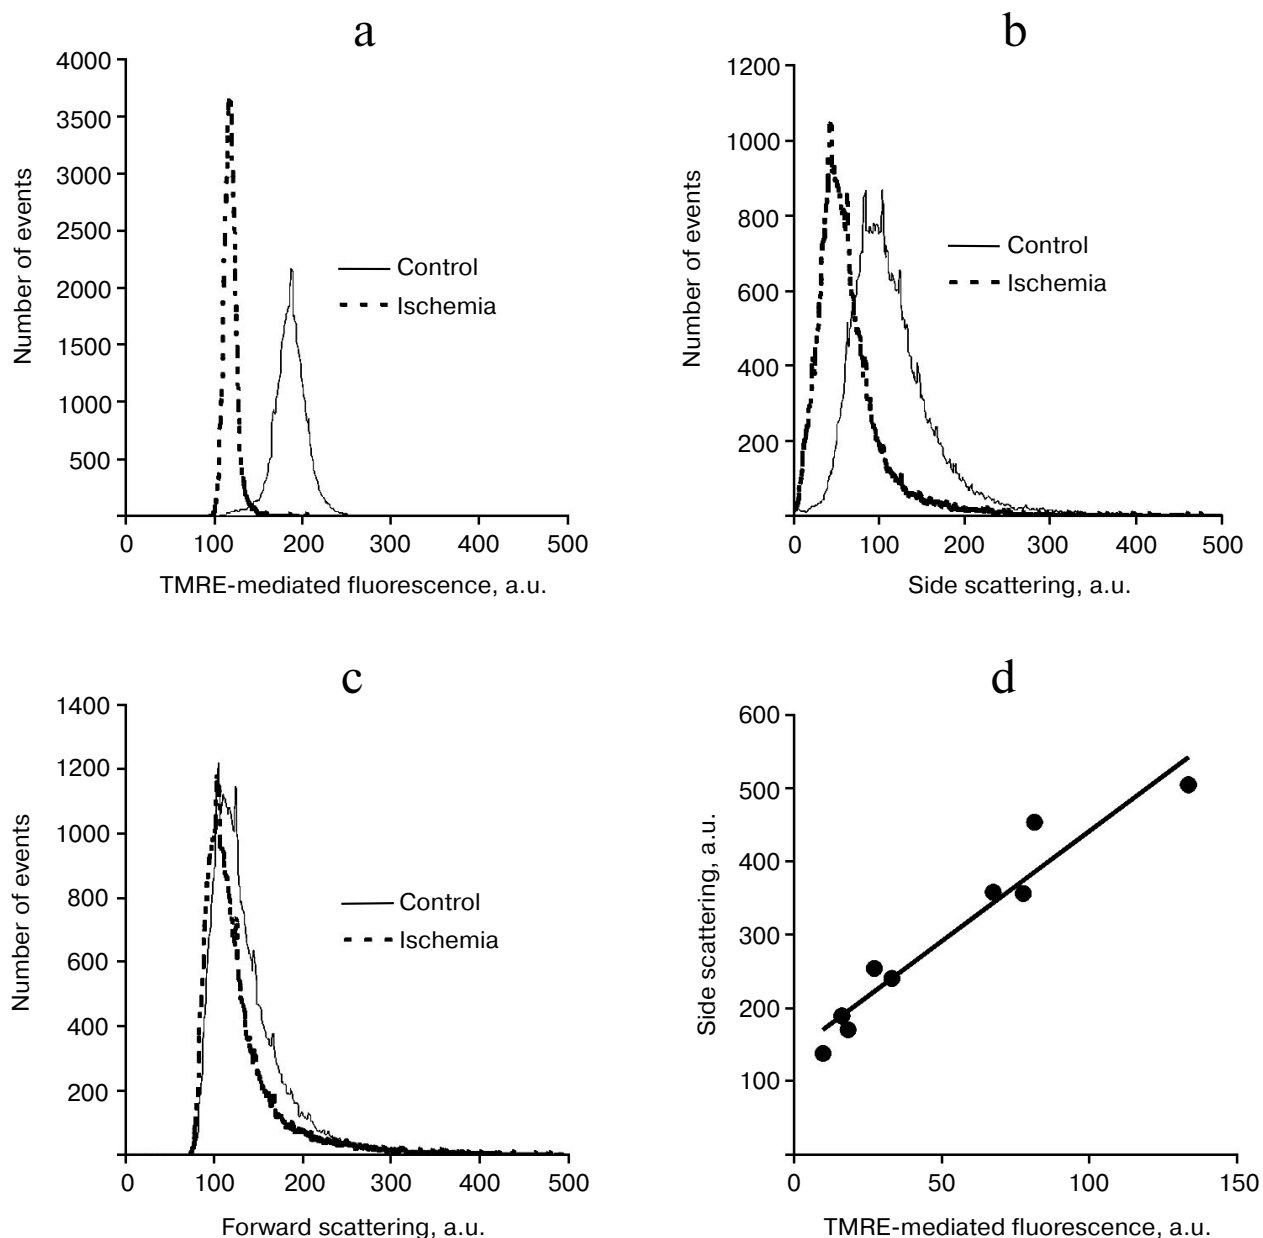 a
4000
3500
3000
2500
2000
1500
1000
500
0 100 200 300 400 500
Number of events
TMRE-mediated fluorescence, a.u.
Control
Ischemia
b
1200
1000
800
600
400
200
0 100 200 300 400 500
Number of events
Side scattering, a.u.
Control
Ischemia
c
1400
1200
1000
800
600
400
200
0 100 200 300 400 500
Number of events
Forward scattering, a.u.
Control
Ischemia
d
600
500
400
300
200
100
0 50 100 150
Side scattering, a.u.
TMRE-mediated fluorescence, a.u.